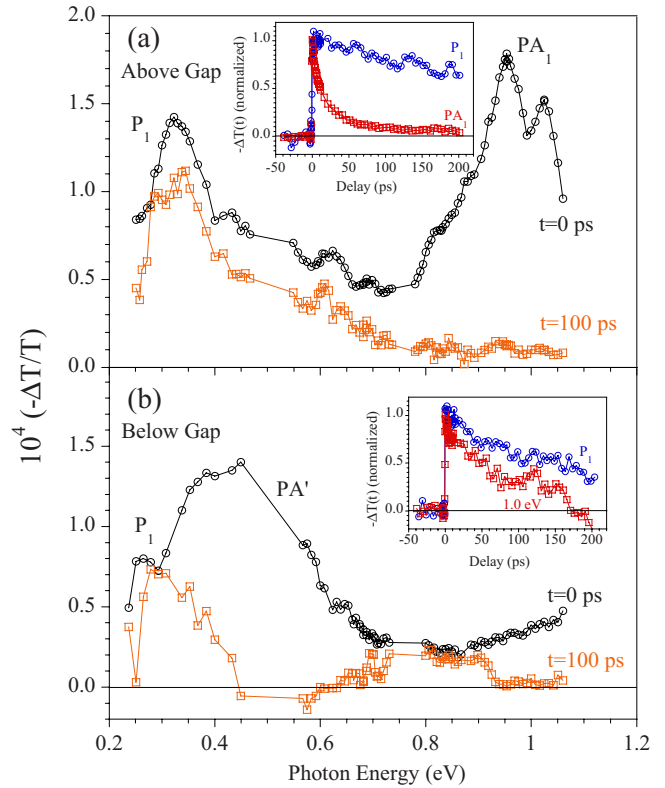 (a)
Above Gap
P1
PA1
t=0 ps
t=100 ps
-ΔT(t) (normalized)
1.0
0.5
0.0
-50
0
50
100
150
200
Delay (ps)
P1
PA1
2.0
1.5
1.0
0.5
0.0
10^4 (-ΔT/T)
(b)
Below Gap
P1
PA'
t=0 ps
t=100 ps
-ΔT(t) (normalized)
1.0
0.5
0.0
-50
0
50
100
150
200
Delay (ps)
P1
1.0 eV
1.5
1.0
0.5
0.0
0.2
0.4
0.6
0.8
1
1.2
Photon Energy (eV)